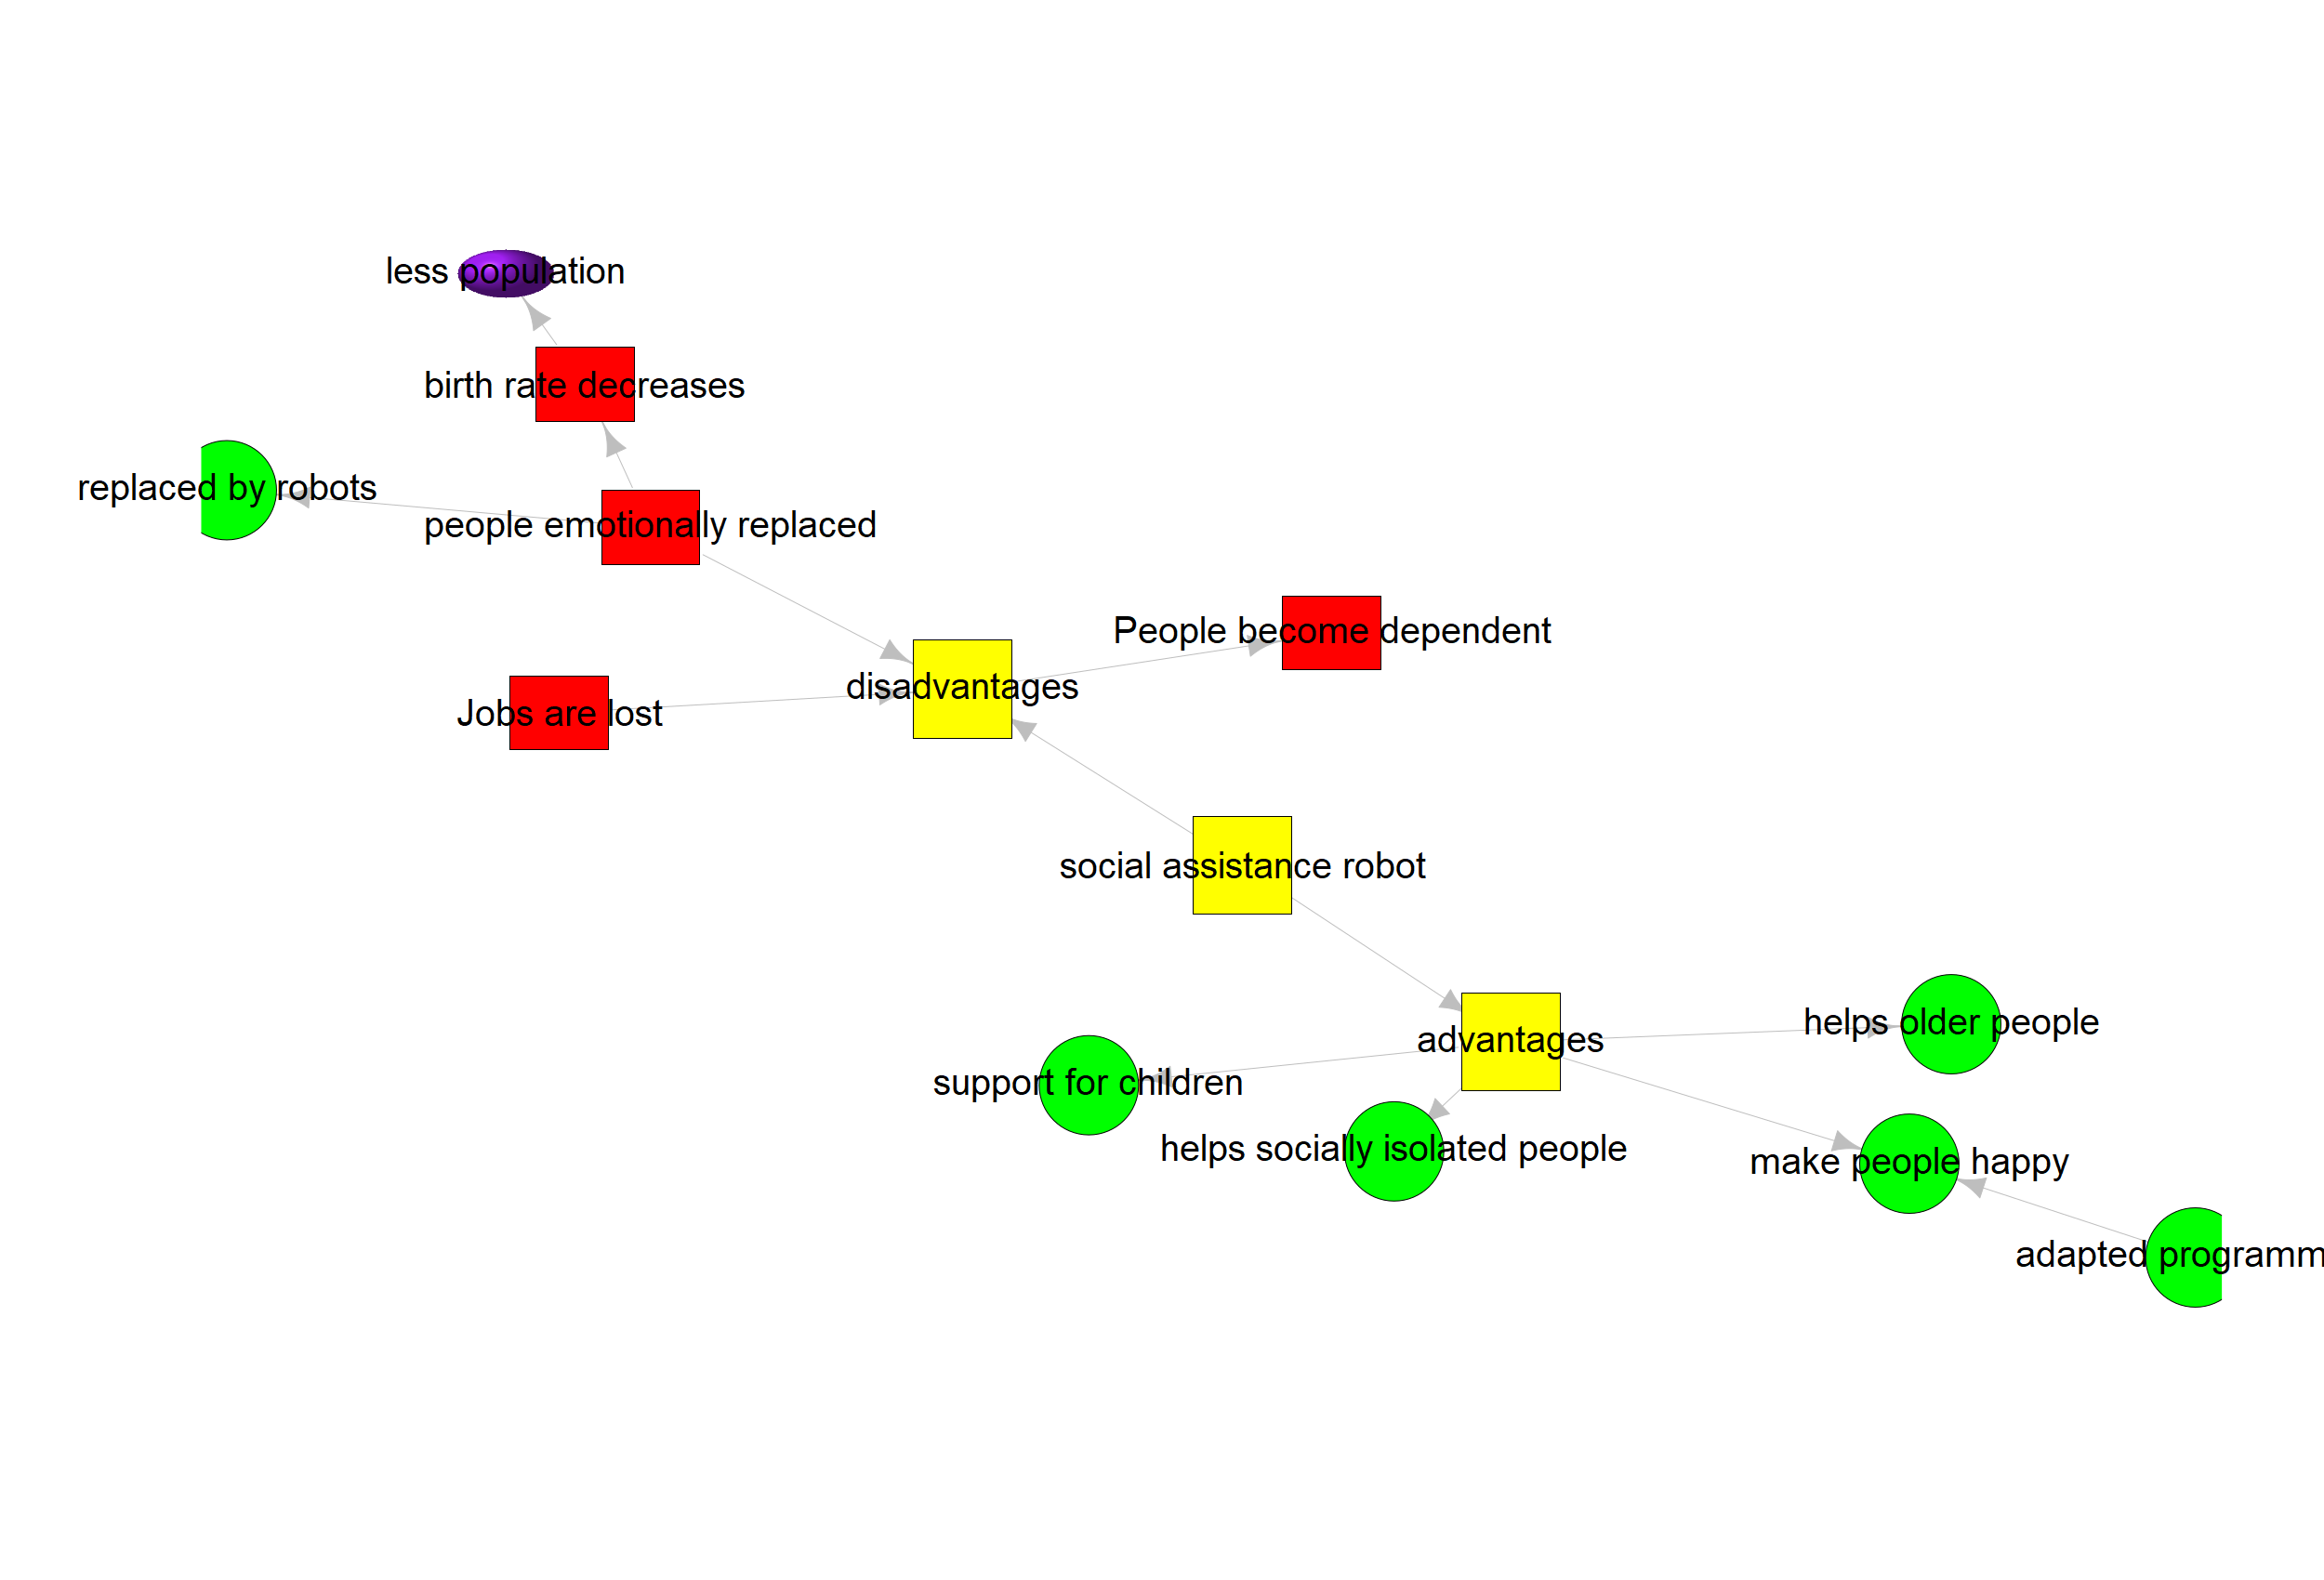 less population
birth rate decreases
replaced by robots
people emotionally replaced
People become dependent
disadvantages
Jobs are lost
social assistance robot
helps older people
advantages
support for children
helps socially isolated people
make people happy
adapted programm